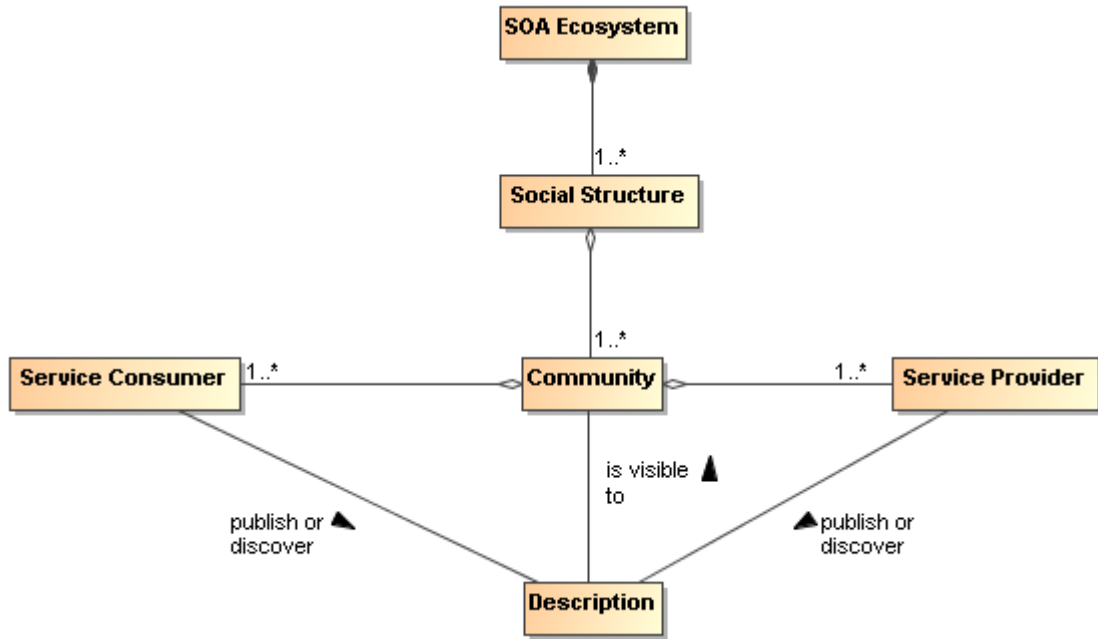 SOA Ecosystem
1..*
Social Structure
1..*
Service Consumer
1..*
Community
1..*
Service Provider
is visible
to
publish or
discover
publish or
discover
Description